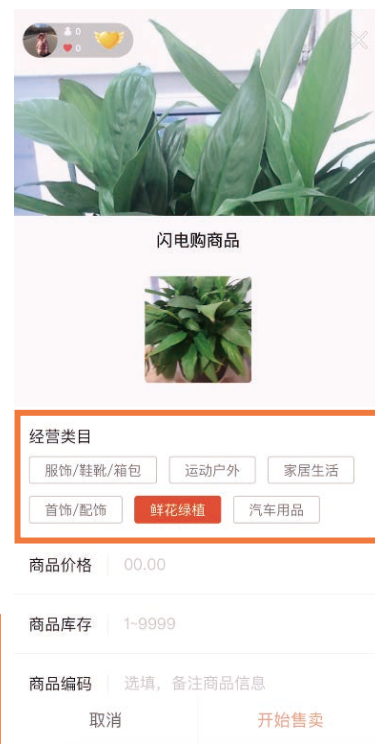 0
0
闪电购商品
经营类目
服饰/鞋靴/箱包 运动户外 家居生活
首饰/配饰 鲜花绿植 汽车用品
商品价格 00.00
商品库存 1~9999
商品编码 选填，备注商品信息
取消 开始售卖